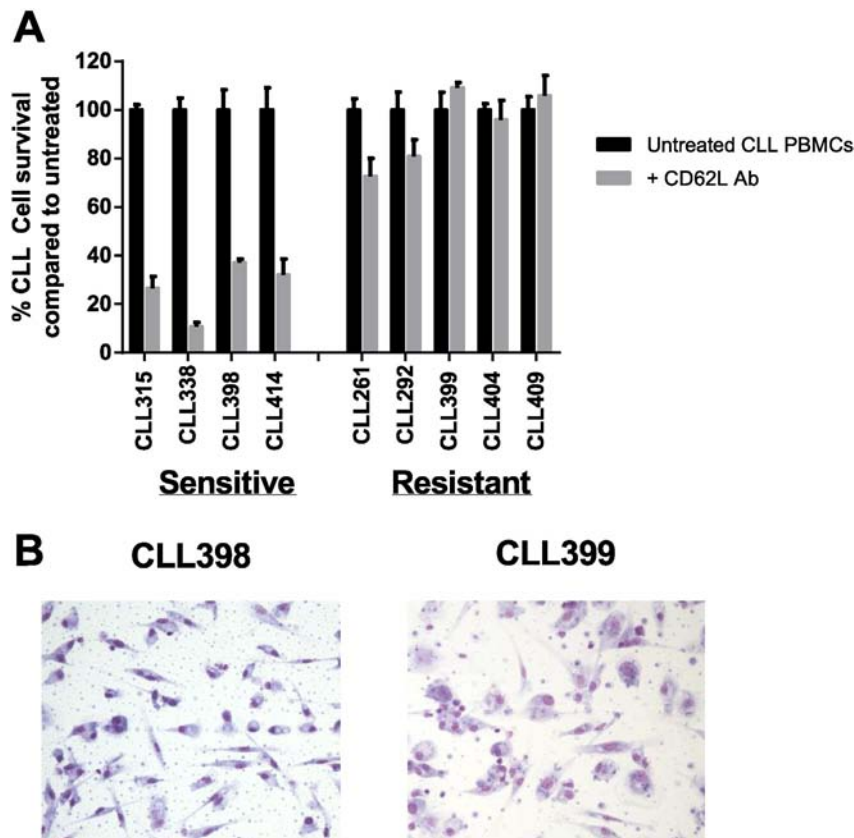 A
% CLL Cell survival
compared to untreated
120
100
80
60
40
20
0
CLL315
CLL338
CLL398
CLL414
CLL261
CLL292
CLL399
CLL404
CLL409
Sensitive
Resistant
Untreated CLL PBMCs
+ CD62L Ab
B
CLL398
CLL399